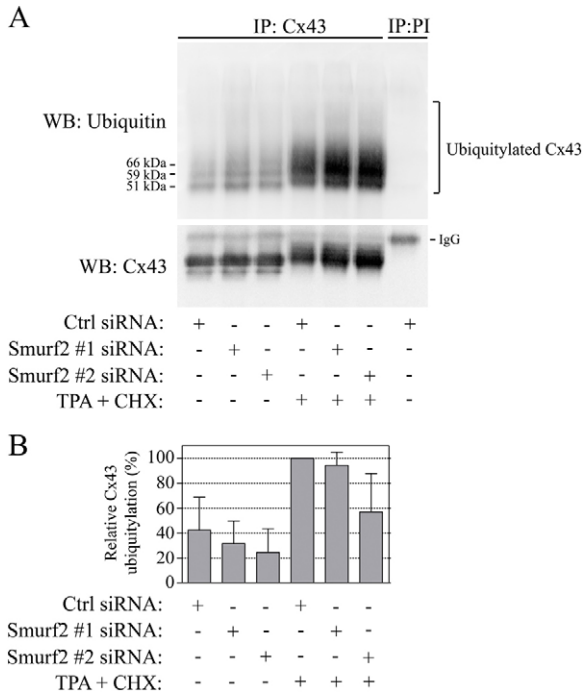 A
IP: Cx43 IP:PI
WB: Ubiquitin
66 kDa
59 kDa
51 kDa
Ubiquitylated Cx43
IgG
WB: Cx43
Ctrl siRNA: + - - + - - +
Smurf2 #1 siRNA: - + - - + - -
Smurf2 #2 siRNA: - - + - - + -
TPA + CHX: - - - + + + -
B
Relative Cx43
ubiquitylation (%)
100
80
60
40
20
0
Ctrl siRNA: + - - + - -
Smurf2 #1 siRNA: - + - - + -
Smurf2 #2 siRNA: - - + - - +
TPA + CHX: - - - + + +